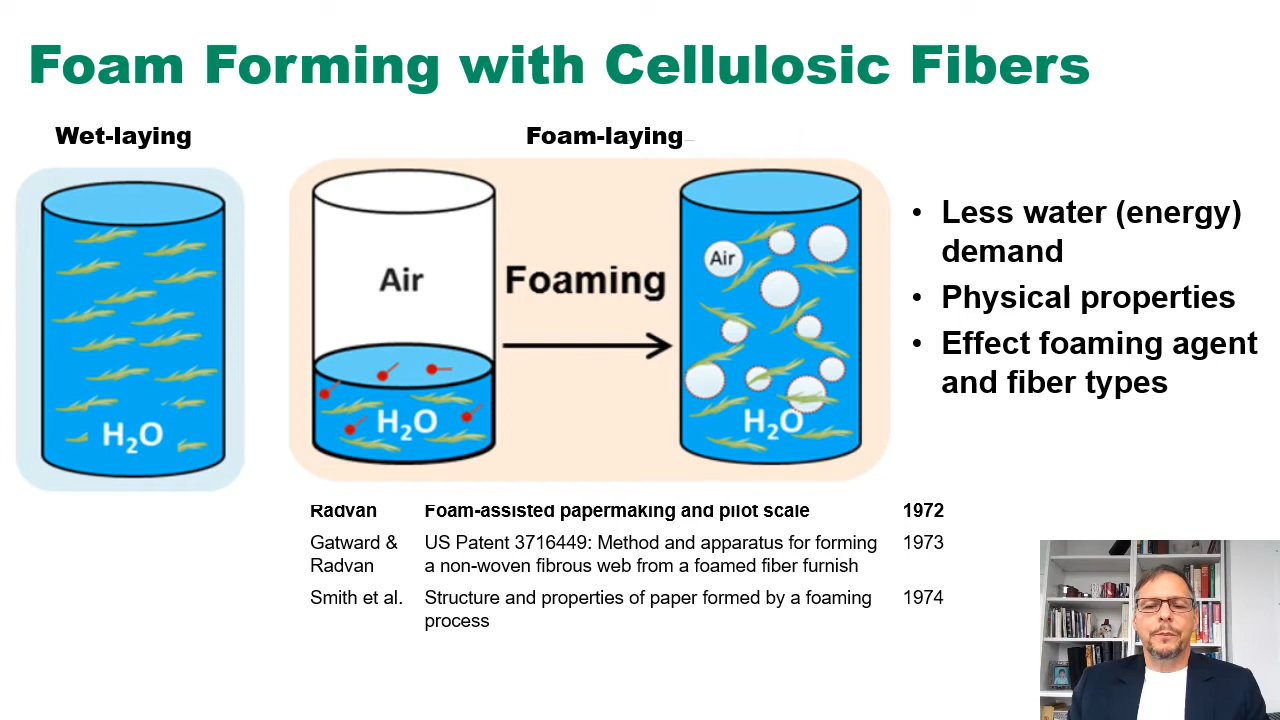 Foam Forming with Cellulosic Fibers
Wet-laying
Foam-laying
H₂O
Air
H₂O
Foaming
Air
H₂O
• Less water (energy)
demand
• Physical properties
• Effect foaming agent
and fiber types
Radvan Foam-assisted papermaking and pilot scale 1972
Gatward & US Patent 3716449: Method and apparatus for forming 1973
Radvan a non-woven fibrous web from a foamed fiber furnish
Smith et al. Structure and properties of paper formed by a foaming 1974
process